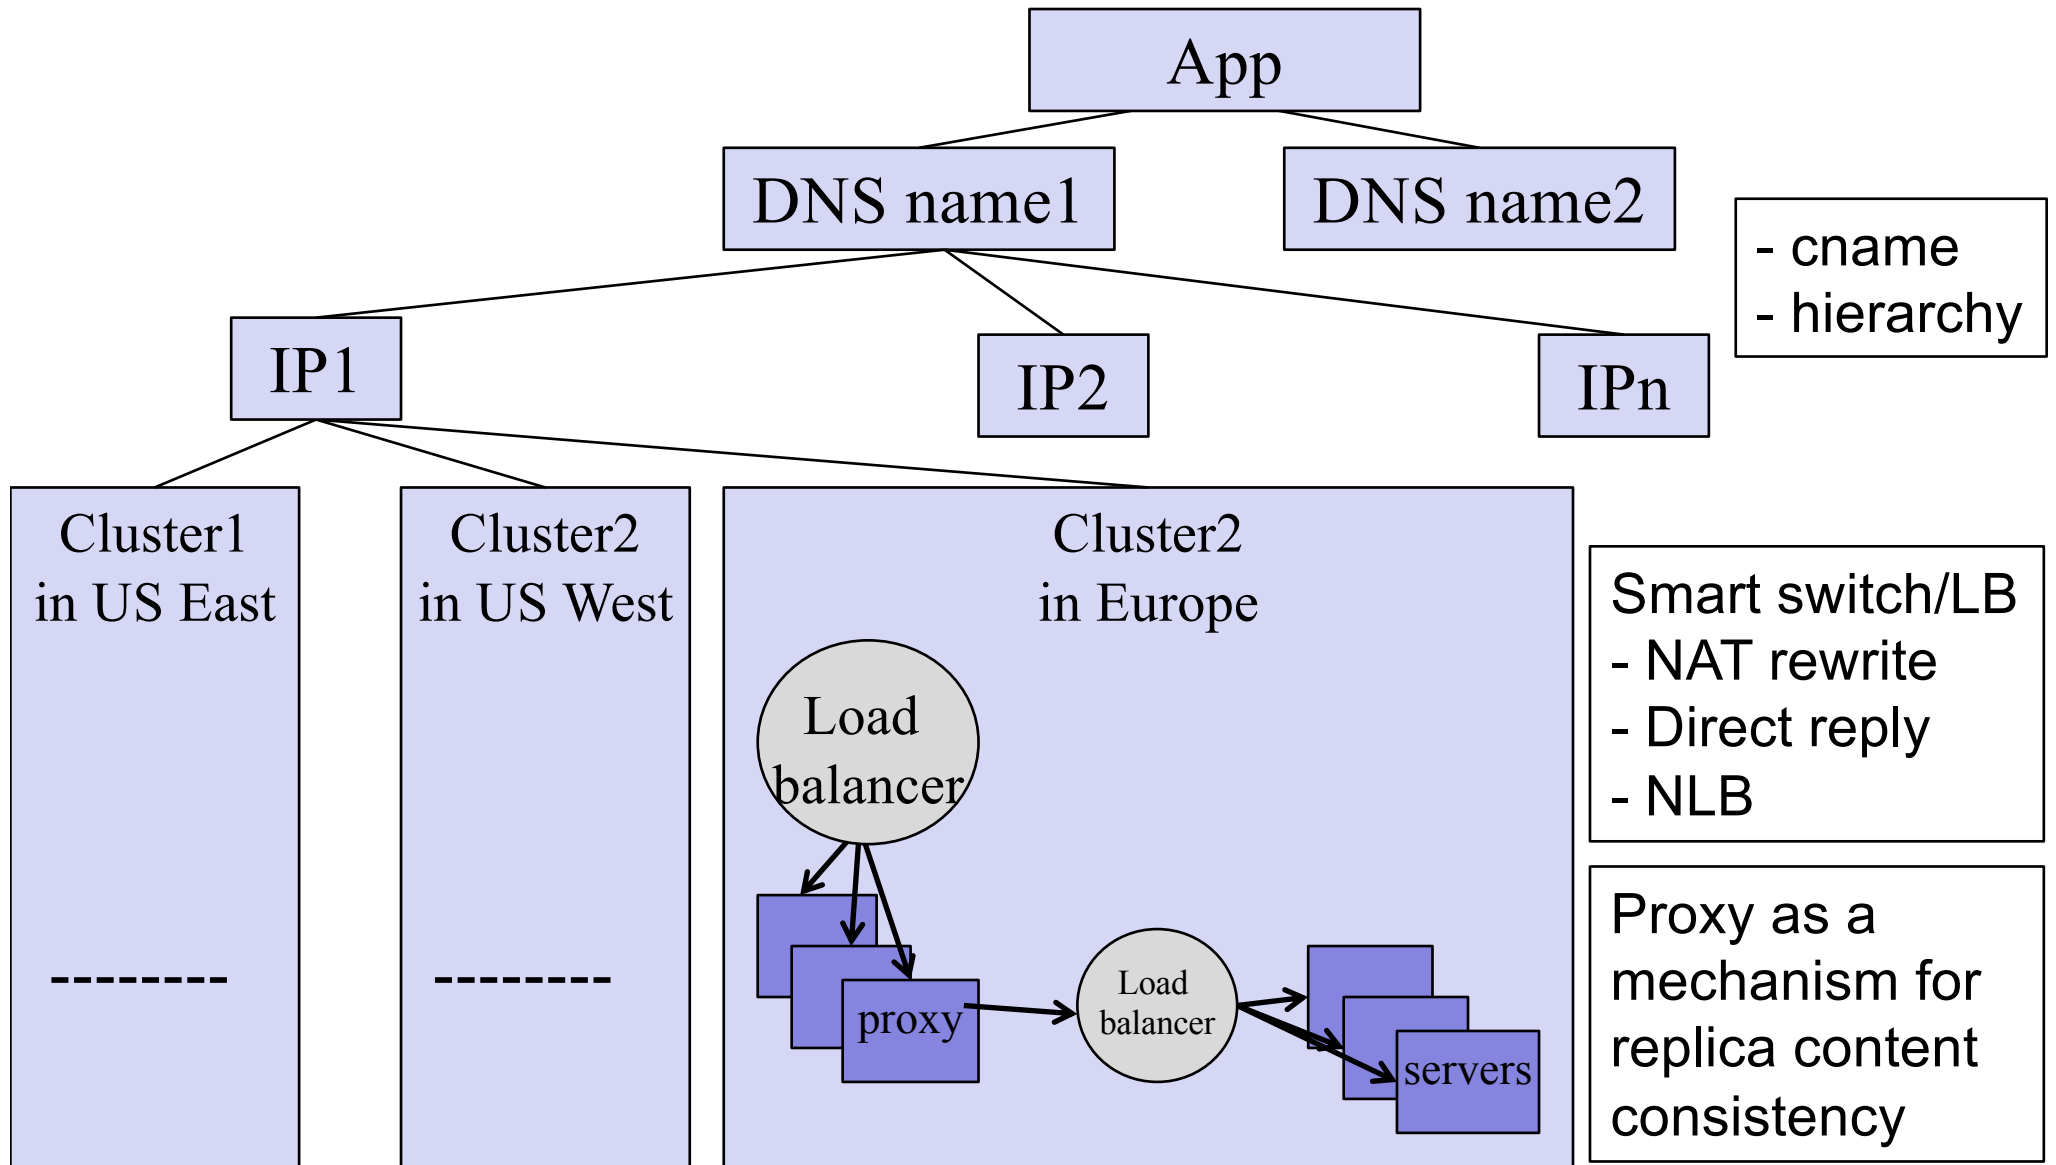 App
DNS name1
DNS name2
- cname
- hierarchy
IP1
IP2
IPn
Cluster1
in US East
Cluster2
in US West
Cluster2
in Europe
Load
balancer
proxy
Load
balancer
servers
--------
--------
Smart switch/LB
- NAT rewrite
- Direct reply
- NLB
Proxy as a
mechanism for
replica content
consistency